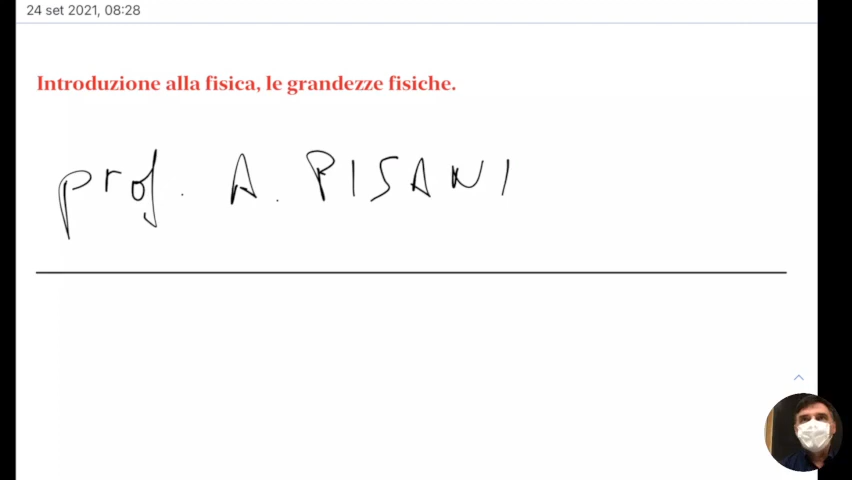 24 set 2021, 08:28
Introduzione alla fisica, le grandezze fisiche.
prof. A. PISANI